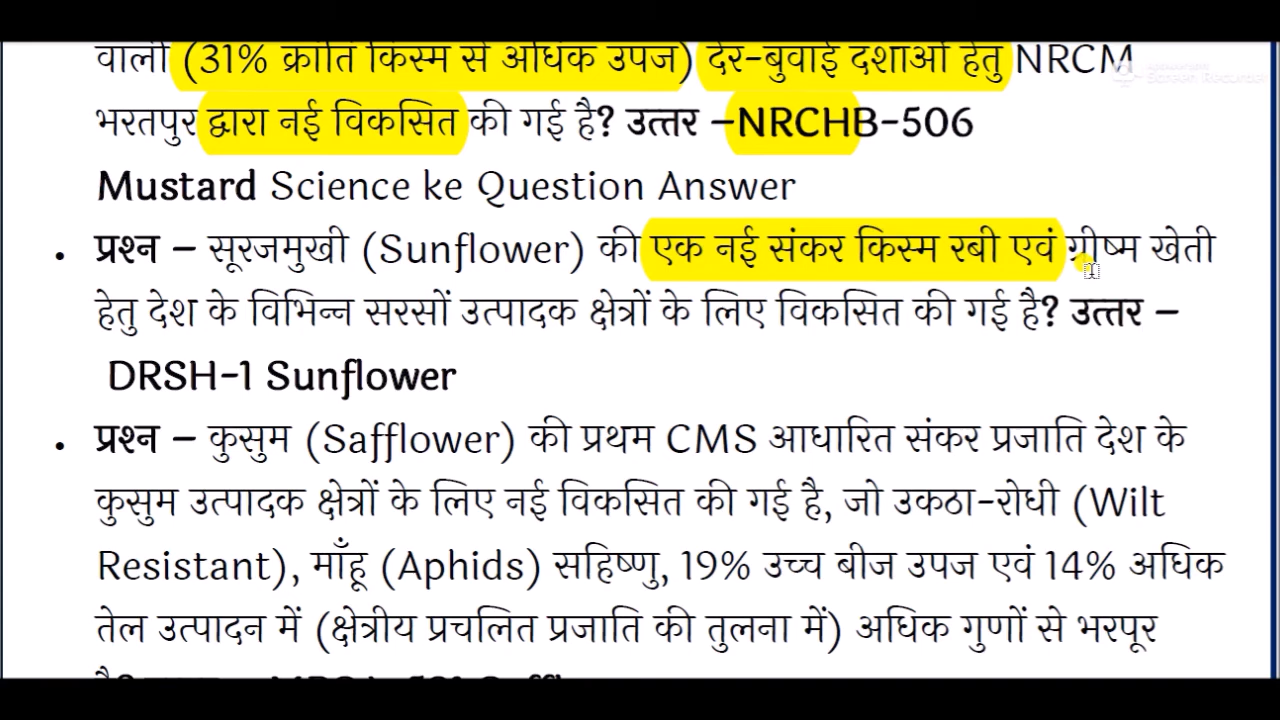 वाली (31% क्रांति किस्म से अधिक उपज) देर-बुवाई दशाओं हेतु NRCM
भरतपुर द्वारा नई विकसित की गई है? उत्तर –NRCHB-506
Mustard Science ke Question Answer
• प्रश्न – सूरजमुखी (Sunflower) की एक नई संकर किस्म रबी एवं ग्रीष्म खेती
हेतु देश के विभिन्न सरसों उत्पादक क्षेत्रों के लिए विकसित की गई है? उत्तर –
DRSH-1 Sunflower
• प्रश्न – कुसुम (Safflower) की प्रथम CMS आधारित संकर प्रजाति देश के
कुसुम उत्पादक क्षेत्रों के लिए नई विकसित की गई है, जो उकठा-रोधी (Wilt
Resistant), माँहू (Aphids) सहिष्णु, 19% उच्च बीज उपज एवं 14% अधिक
तेल उत्पादन में (क्षेत्रीय प्रचलित प्रजाति की तुलना में) अधिक गुणों से भरपूर